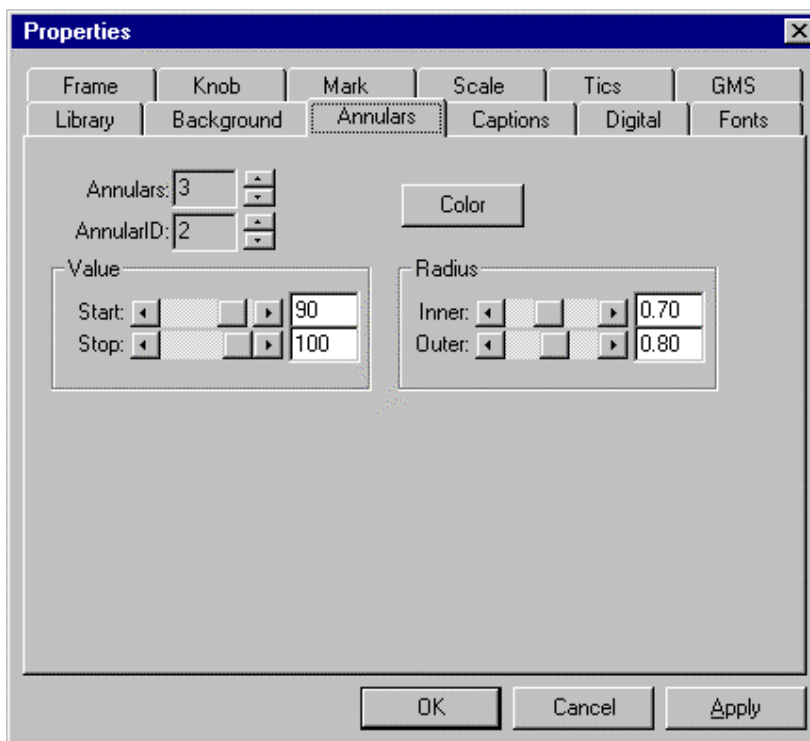 Properties
Frame Knob Mark Scale Tics GMS
Library Background Annulars Captions Digital Fonts
Annulars: 3
Color
AnnularID: 2
Value
Radius
Start: 90
Inner: 0.70
Stop: 100
Outer: 0.80
OK Cancel Apply